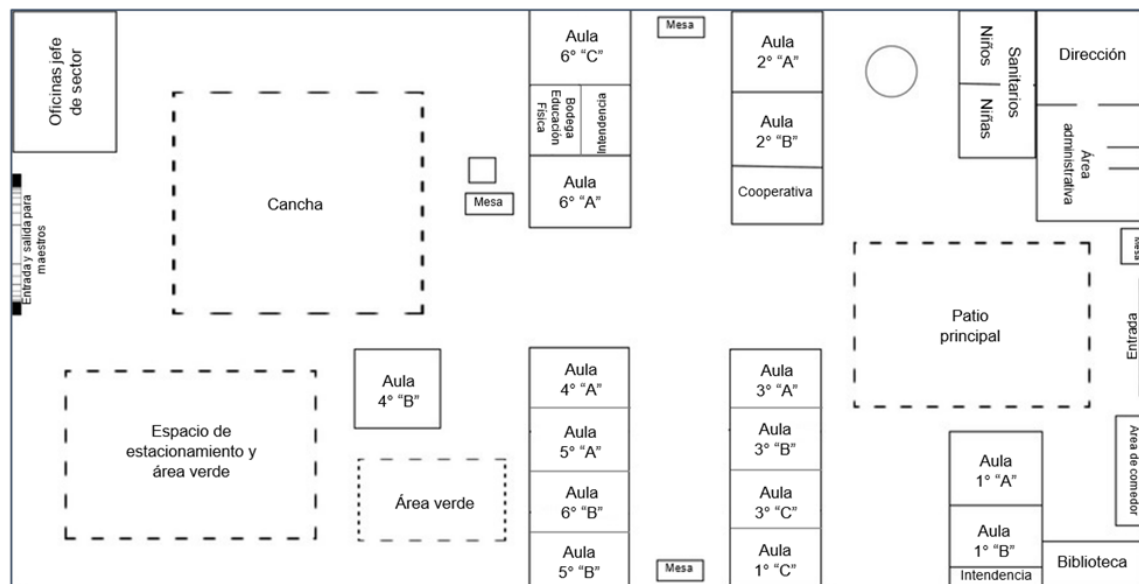 Oficinas jefe
de sector
Entrada y salida para
maestros
Cancha
Mesa
Aula
6° “C”
Bodega
Educación
Física
Intendencia
Aula
6° “A”
Mesa
Aula
2° “A”
Aula
2° “B”
Cooperativa
Niños
Niñas
Sanitarios
Dirección
Área
administrativa
Mesa
Patio
principal
Entrada
Espacio de
estacionamiento y
área verde
Aula
4° “B”
Área verde
Aula
4° “A”
Aula
5° “A”
Aula
6° “B”
Aula
5° “B”
Mesa
Aula
3° “A”
Aula
3° “B”
Aula
3° “C”
Aula
1° “C”
Aula
1° “A”
Aula
1° “B”
Intendencia
Área de comedor
Biblioteca